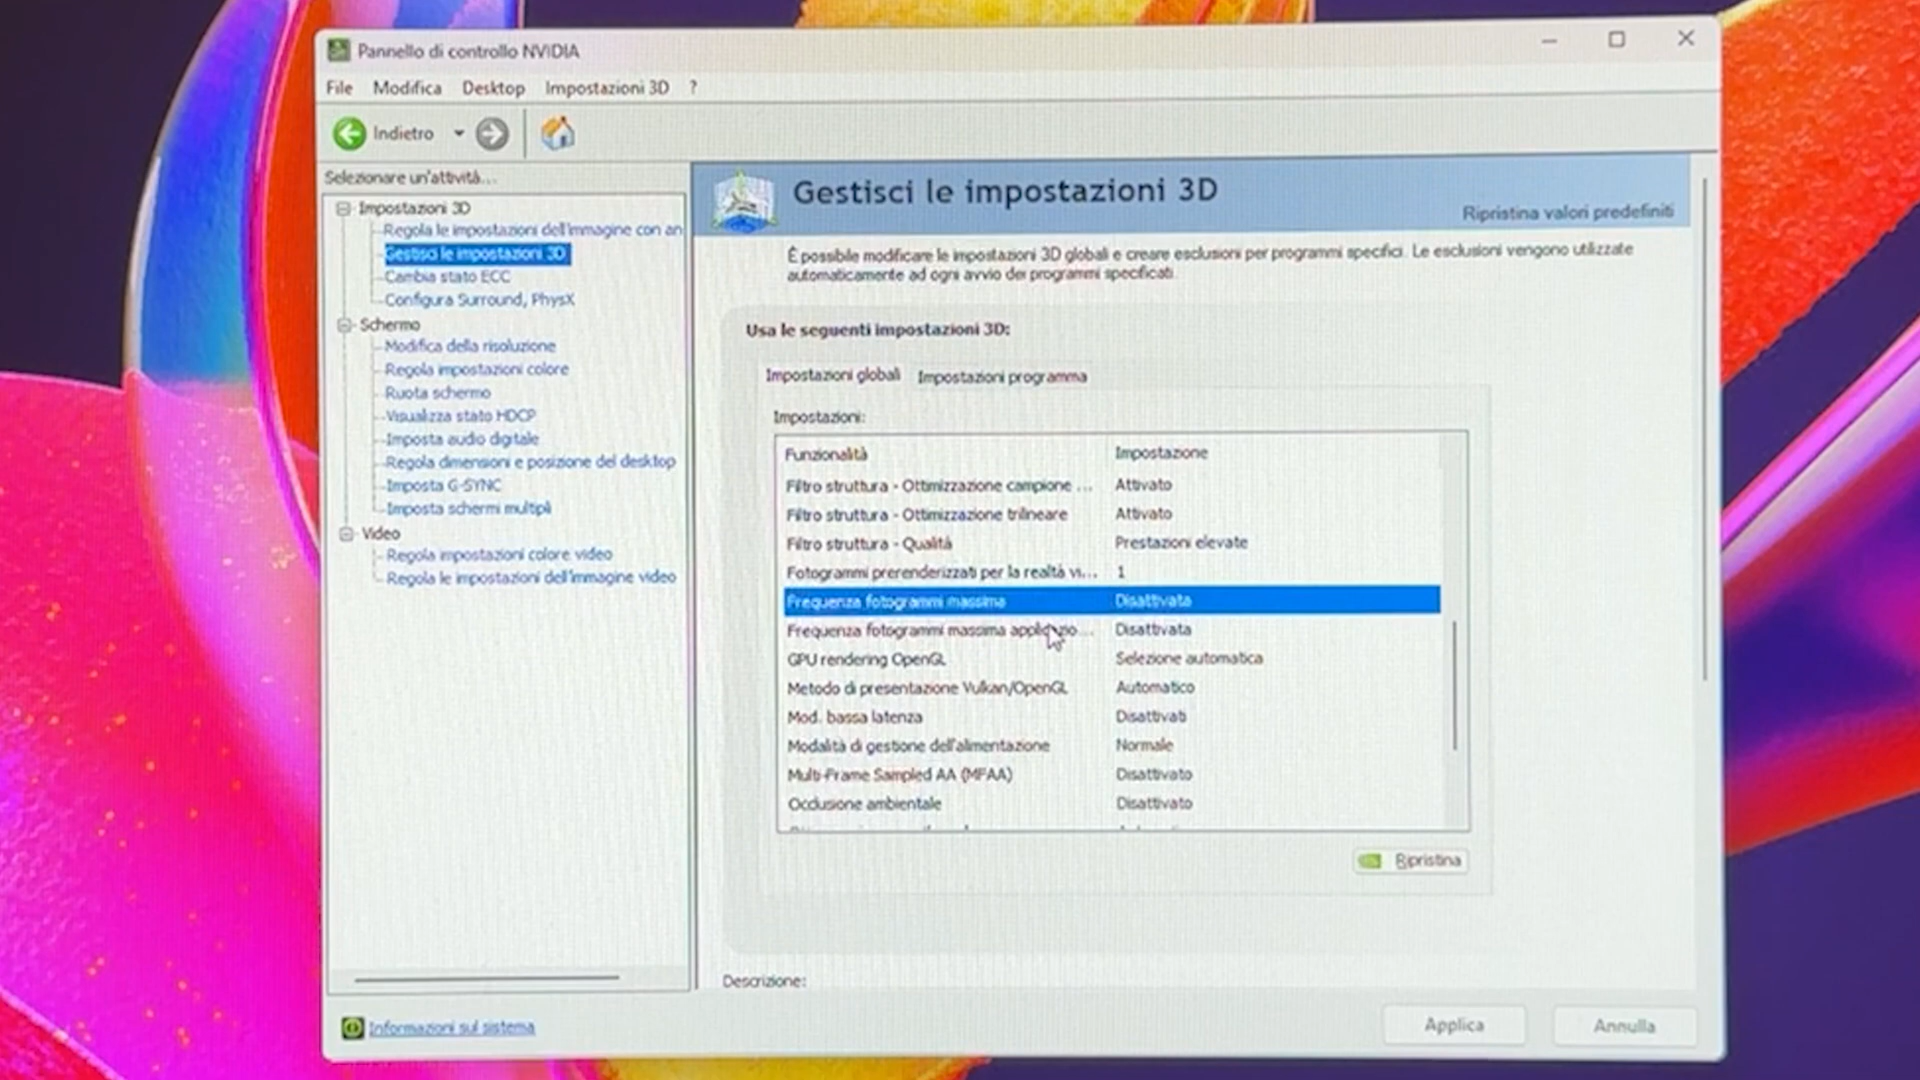 Pannello di controllo NVIDIA
File Modifica Desktop Impostazioni 3D ?
Indietro
Selezionare un'attività...
Impostazioni 3D
Regola le impostazioni dell'immagine con an
Gestisci le impostazioni 3D
Cambia stato ECC
Configura Surround, PhysX
Schermo
Modifica della risoluzione
Regola impostazioni colore
Ruota schermo
Visualizza stato HDCP
Imposta audio digitale
Regola dimensioni e posizione del desktop
Imposta G-SYNC
Imposta schermi multipli
Video
Regola impostazioni colore video
Regola le impostazioni dell'immagine video
Informazioni sul sistema
Gestisci le impostazioni 3D
Ripristina valori predefiniti
È possibile modificare le impostazioni 3D globali e creare esclusioni per programmi specifici. Le esclusioni vengono utilizzate
automaticamente ad ogni avvio dei programmi specificati.
Usa le seguenti impostazioni 3D:
Impostazioni globali Impostazioni programma
Impostazioni:
Funzionalità Impostazione
Filtro struttura - Ottimizzazione campione ... Attivato
Filtro struttura - Ottimizzazione trilineare Attivato
Filtro struttura - Qualità Prestazioni elevate
Fotogrammi prerenderizzati per la realtà vi... 1
Frequenza fotogrammi massima Disattivata
Frequenza fotogrammi massima applicazio... Disattivata
GPU rendering OpenGL Selezione automatica
Metodo di presentazione Vulkan/OpenGL Automatico
Mod. bassa latenza Disattivati
Modalità di gestione dell'alimentazione Normale
Multi-Frame Sampled AA (MFAA) Disattivato
Occlusione ambientale Disattivato
Ripristina
Descrizione:
Applica Annulla